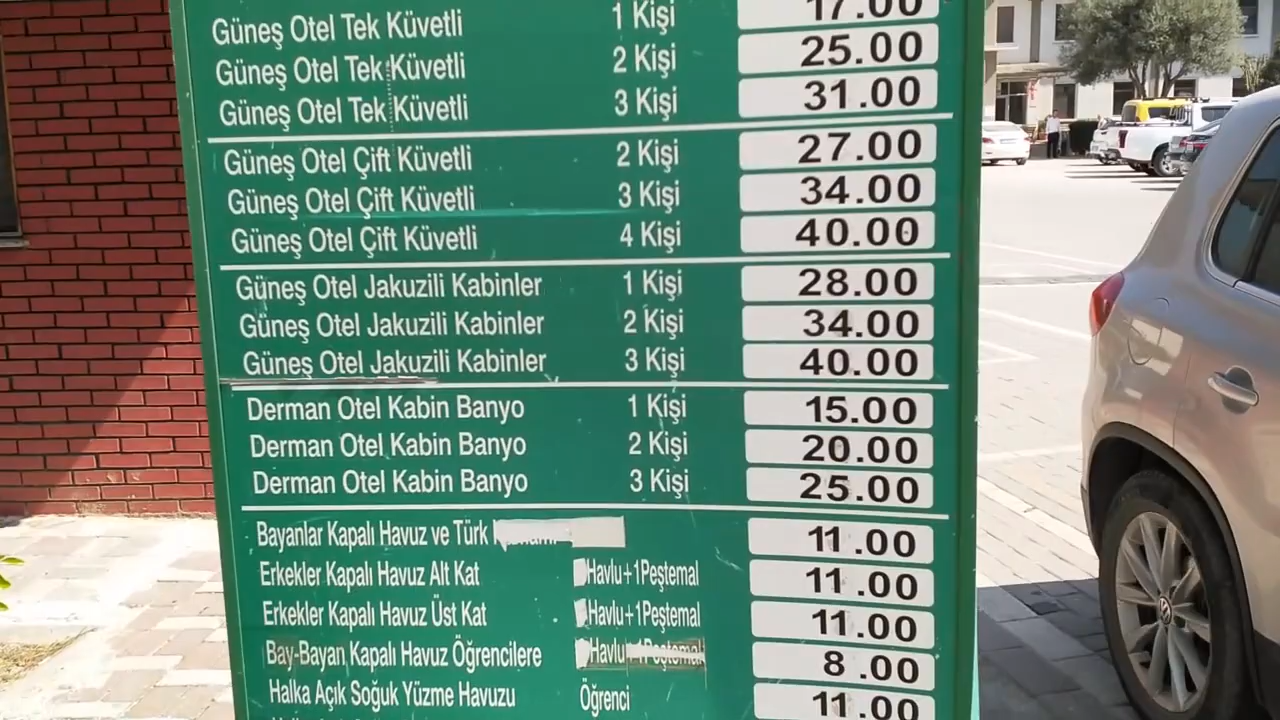 Güneş Otel Tek Küvetli 1 Kişi 17.00
Güneş Otel Tek Küvetli 2 Kişi 25.00
Güneş Otel Tek Küvetli 3 Kişi 31.00
Güneş Otel Çift Küvetli 2 Kişi 27.00
Güneş Otel Çift Küvetli 3 Kişi 34.00
Güneş Otel Çift Küvetli 4 Kişi 40.00
Güneş Otel Jakuzili Kabinler 1 Kişi 28.00
Güneş Otel Jakuzili Kabinler 2 Kişi 34.00
Güneş Otel Jakuzili Kabinler 3 Kişi 40.00
Derman Otel Kabin Banyo 1 Kişi 15.00
Derman Otel Kabin Banyo 2 Kişi 20.00
Derman Otel Kabin Banyo 3 Kişi 25.00
Bayanlar Kapalı Havuz ve Türk 11.00
Erkekler Kapalı Havuz Alt Kat Havlu+1Peştemal 11.00
Erkekler Kapalı Havuz Üst Kat Havlu+1Peştemal 11.00
Bay-Bayan Kapalı Havuz Öğrencilere Havlu 8.00
Halka Açık Soğuk Yüzme Havuzu Öğrenci 11.00